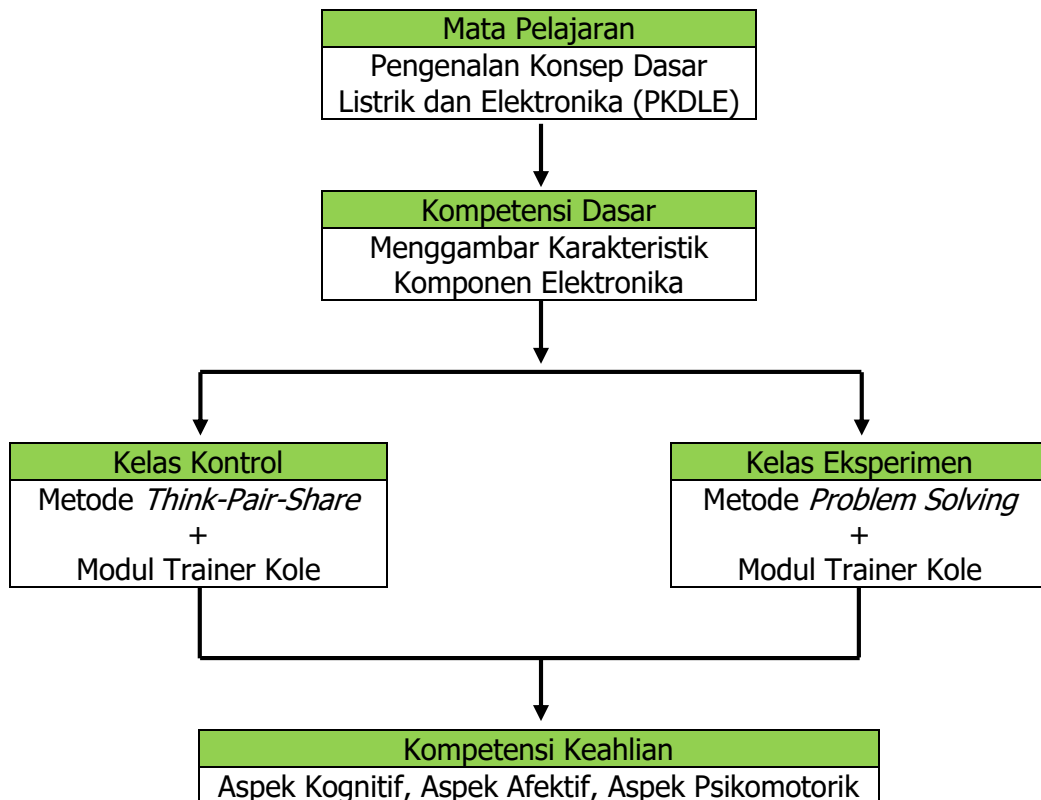 Mata Pelajaran
Pengenalan Konsep Dasar
Listrik dan Elektronika (PKDLE)
Kompetensi Dasar
Menggambar Karakteristik
Komponen Elektronika
Kelas Kontrol
Metode Think-Pair-Share
+
Modul Trainer Kole
Kelas Eksperimen
Metode Problem Solving
+
Modul Trainer Kole
Kompetensi Keahlian
Aspek Kognitif, Aspek Afektif, Aspek Psikomotorik